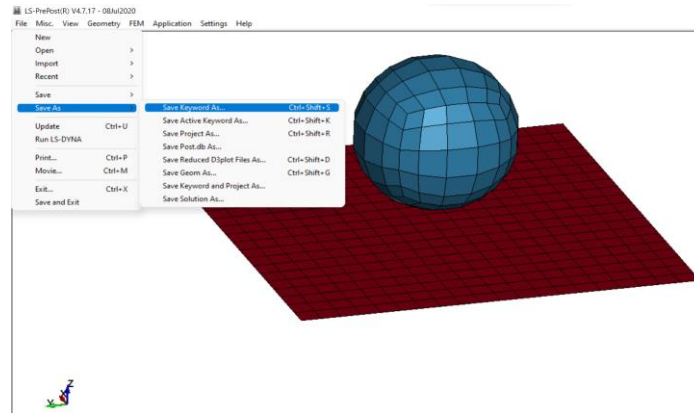 LS-PrePost(R) V4.7.17 - 08Jul2020
File Misc. View Geometry FEM Application Settings Help
New
Open >
Import >
Recent >
Save >
Save As >
Update Ctrl+U
Run LS-DYNA
Print... Ctrl+P
Movie... Ctrl+M
Exit... Ctrl+X
Save and Exit
Save Keyword As... Ctrl+Shift+S
Save Active Keyword As... Ctrl+Shift+K
Save Project As... Ctrl+Shift+R
Save Post.db As...
Save Reduced D3plot Files As... Ctrl+Shift+D
Save Geom As... Ctrl+Shift+G
Save Keyword and Project As...
Save Solution As...
Z
Y X